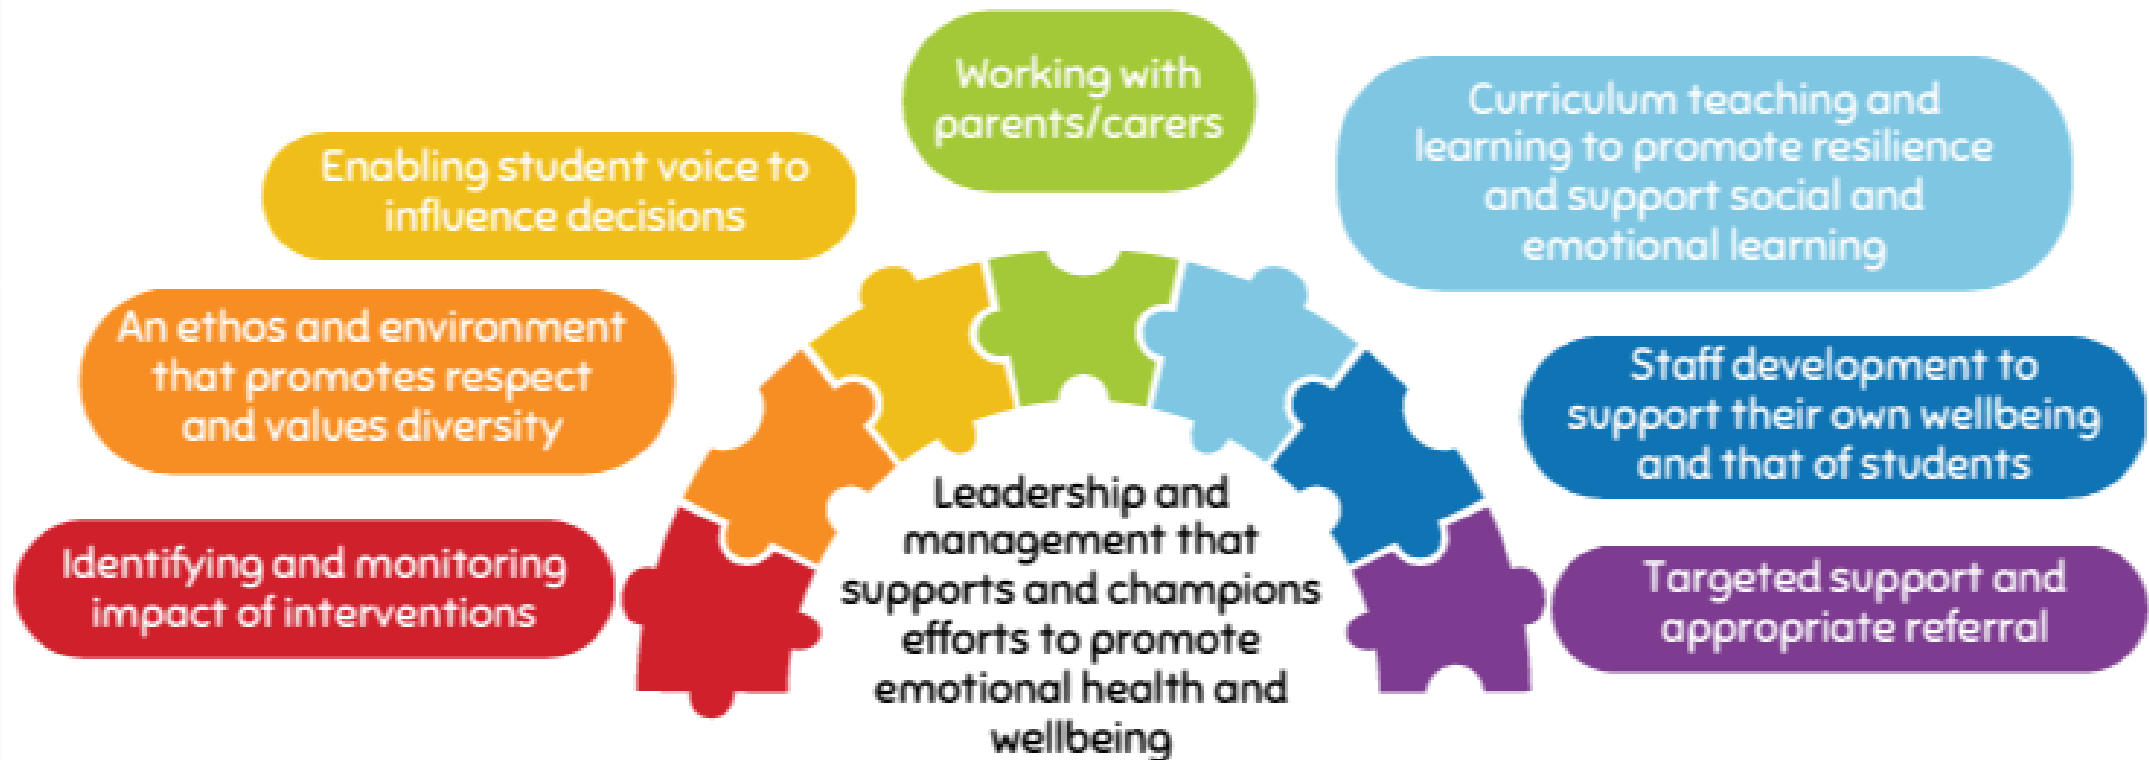 Working with
parents/carers
Curriculum teaching and
learning to promote resilience
and support social and
emotional learning
Enabling student voice to
influence decisions
An ethos and environment
that promotes respect
and values diversity
Staff development to
support their own wellbeing
and that of students
Identifying and monitoring
impact of interventions
Targeted support and
appropriate referral
Leadership and
management that
supports and champions
efforts to promote
emotional health and
wellbeing